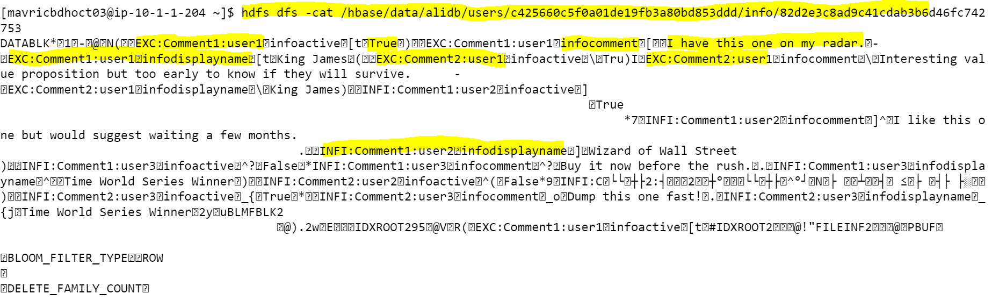 [mavricbdhoct03@ip-10-1-1-204 ~]$ hdfs dfs -cat /hbase/data/alidb/users/c425660c5f0a01de19fb3a80bd853ddd/info/82d2e3c8ad9c41cdab3b6d46fc742
753
DATABLK*⍰1⍰-⍰@⍰N(⍰⍰EXC:Comment1:user1⍰infoactive⍰[t⍰True⍰)⍰⍰EXC:Comment1:user1⍰infocomment⍰[⍰⍰I have this one on my radar.⍰-
⍰EXC:Comment1:user1⍰infodisplayname⍰[t⍰King James⍰(⍰⍰EXC:Comment2:user1⍰infoactive⍰\⍰Tru)I⍰EXC:Comment2:user1⍰infocomment⍰\⍰Interesting val
ue proposition but too early to know if they will survive. -
⍰EXC:Comment2:user1⍰infodisplayname⍰\⍰King James)⍰⍰INFI:Comment1:user2⍰infoactive⍰]
⍰True
*7⍰INFI:Comment1:user2⍰infocomment⍰]^⍰I like this o
ne but would suggest waiting a few months.
.⍰⍰INFI:Comment1:user2⍰infodisplayname⍰]⍰Wizard of Wall Street
)⍰⍰INFI:Comment1:user3⍰infoactive⍰^?⍰False⍰*INFI:Comment1:user3⍰infocomment⍰^?⍰Buy it now before the rush.⍰.⍰INFI:Comment1:user3⍰infodispla
yname⍰^⍰⍰Time World Series Winner⍰)⍰⍰INFI:Comment2:user2⍰infoactive⍰^(⍰False*9⍰INFI:C⍰└└⍰┼├2:┤⍰⍰⍰2⍰⍰┼°⍰⍰⍰└└⍰┼├⍰^°┘⍰N⍰├ ⍰⍰┴⍰⍰┤⍰ ≤⍰├ ⍰┤├ ├░⍰⍰
)⍰⍰INFI:Comment2:user3⍰infoactive⍰_{⍰True⍰*⍰⍰INFI:Comment2:user3⍰infocomment⍰_o⍰Dump this one fast!⍰.⍰INFI:Comment2:user3⍰infodisplayname⍰_
{j⍰Time World Series Winner⍰2y⍰uBLMFBLK2
⍰@).2w⍰E⍰⍰⍰IDXROOT295⍰@V⍰R(⍰EXC:Comment1:user1⍰infoactive⍰[t⍰#IDXROOT2⍰⍰⍰@!"FILEINF2⍰⍰⍰@⍰PBUF⍰
⍰BLOOM_FILTER_TYPE⍰⍰ROW
⍰
⍰DELETE_FAMILY_COUNT⍰